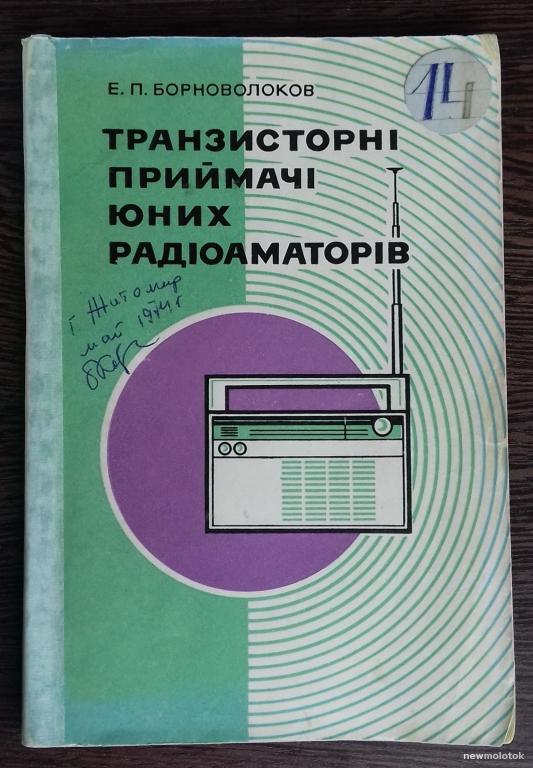 14
Е. П. БОРНОВОЛОКОВ
ТРАНЗИСТОРНІ
ПРИЙМАЧІ
ЮНИХ
РАДІОАМАТОРІВ
г Житомир
май 1974 г
newmolotok